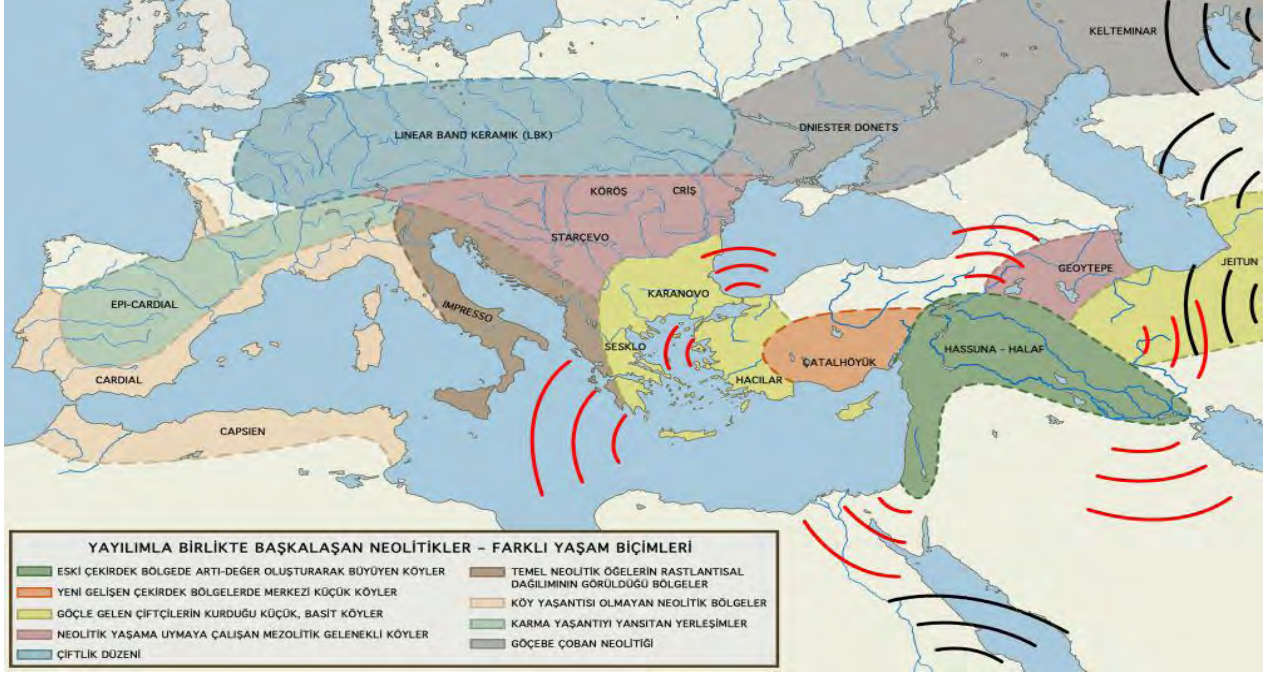 KELTEMINAR
LINEAR BAND KERAMIK (LBK)
DNIESTER DONETS
KÖRÖŞ
CRİŞ
STARÇEVO
GEOYTEPE
JEITUN
EPI-CARDIAL
İMPRESSO
KARANOVO
SESKLO
ÇATALHÖYÜK
HASSUNA - HALAF
HACILAR
CARDIAL
CAPSIEN
YAYILIMLA BİRLİKTE BAŞKALAŞAN NEOLİTİKLER – FARKLI YAŞAM BİÇİMLERİ
ESKİ ÇEKİRDEK BÖLGEDE ARTI-DEĞER OLUŞTURARAK BÜYÜYEN KÖYLER
YENİ GELİŞEN ÇEKİRDEK BÖLGELERDE MERKEZİ KÜÇÜK KÖYLER
GÖÇLE GELEN ÇİFTÇİLERİN KURDUĞU KÜÇÜK, BASİT KÖYLER
NEOLİTİK YAŞAMA UYMAYA ÇALIŞAN MEZOLİTİK GELENEKLİ KÖYLER
ÇİFTLİK DÜZENİ
TEMEL NEOLİTİK ÖĞELERIN RASTLANTISAL
DAĞILIMININ GÖRÜLDÜĞÜ BÖLGELER
KÖY YAŞANTISI OLMAYAN NEOLİTİK BÖLGELER
KARMA YAŞANTIYI YANSITAN YERLEŞİMLER
GÖÇEBE ÇOBAN NEOLİTİĞİ